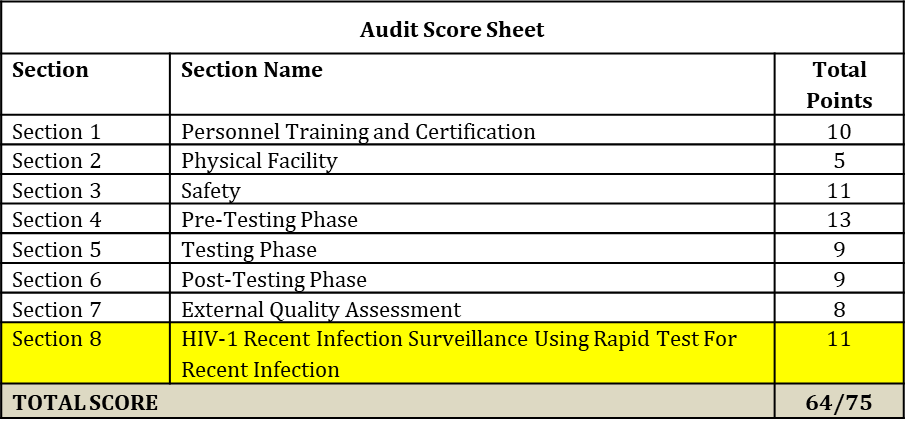 Audit Score Sheet
Section Section Name Total
Points
Section 1 Personnel Training and Certification 10
Section 2 Physical Facility 5
Section 3 Safety 11
Section 4 Pre-Testing Phase 13
Section 5 Testing Phase 9
Section 6 Post-Testing Phase 9
Section 7 External Quality Assessment 8
Section 8 HIV-1 Recent Infection Surveillance Using Rapid Test For 11
Recent Infection
TOTAL SCORE 64/75